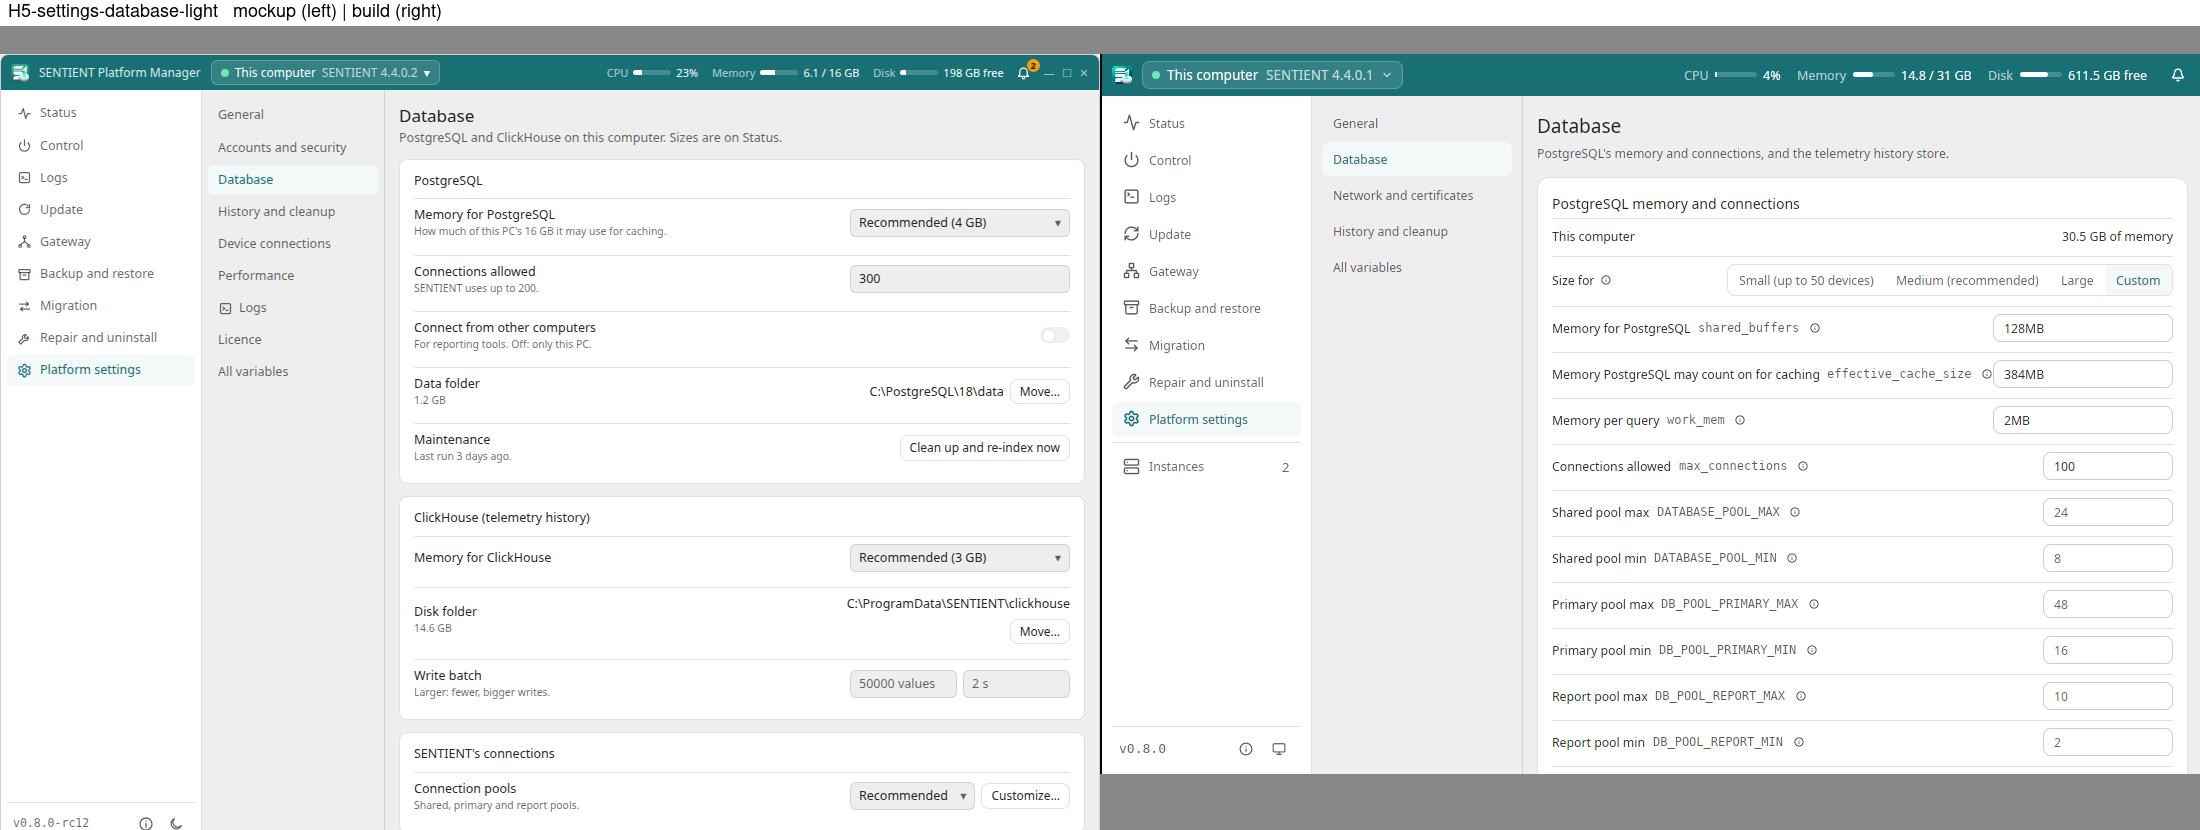 H5-settings-database-light   mockup (left) | build (right)
SENTIENT Platform Manager
This computer SENTIENT 4.4.0.2
CPU 23% Memory 6.1 / 16 GB Disk 198 GB free 2
Status
Control
Logs
Update
Gateway
Backup and restore
Migration
Repair and uninstall
Platform settings
v0.8.0-rc12
General
Accounts and security
Database
History and cleanup
Device connections
Performance
Logs
Licence
All variables
Database
PostgreSQL and ClickHouse on this computer. Sizes are on Status.
PostgreSQL
Memory for PostgreSQL
How much of this PC's 16 GB it may use for caching.
Recommended (4 GB)
Connections allowed
SENTIENT uses up to 200.
300
Connect from other computers
For reporting tools. Off: only this PC.
Data folder
1.2 GB
C:\PostgreSQL\18\data Move...
Maintenance
Last run 3 days ago.
Clean up and re-index now
ClickHouse (telemetry history)
Memory for ClickHouse Recommended (3 GB)
Disk folder
14.6 GB
C:\ProgramData\SENTIENT\clickhouse
Move...
Write batch
Larger: fewer, bigger writes.
50000 values 2 s
SENTIENT's connections
Connection pools
Shared, primary and report pools.
Recommended Customize...
This computer SENTIENT 4.4.0.1
CPU 4% Memory 14.8 / 31 GB Disk 611.5 GB free
Status
Control
Logs
Update
Gateway
Backup and restore
Migration
Repair and uninstall
Platform settings
Instances 2
v0.8.0
General
Database
Network and certificates
History and cleanup
All variables
Database
PostgreSQL's memory and connections, and the telemetry history store.
PostgreSQL memory and connections
This computer 30.5 GB of memory
Size for Small (up to 50 devices) Medium (recommended) Large Custom
Memory for PostgreSQL shared_buffers 128MB
Memory PostgreSQL may count on for caching effective_cache_size 384MB
Memory per query work_mem 2MB
Connections allowed max_connections 100
Shared pool max DATABASE_POOL_MAX 24
Shared pool min DATABASE_POOL_MIN 8
Primary pool max DB_POOL_PRIMARY_MAX 48
Primary pool min DB_POOL_PRIMARY_MIN 16
Report pool max DB_POOL_REPORT_MAX 10
Report pool min DB_POOL_REPORT_MIN 2